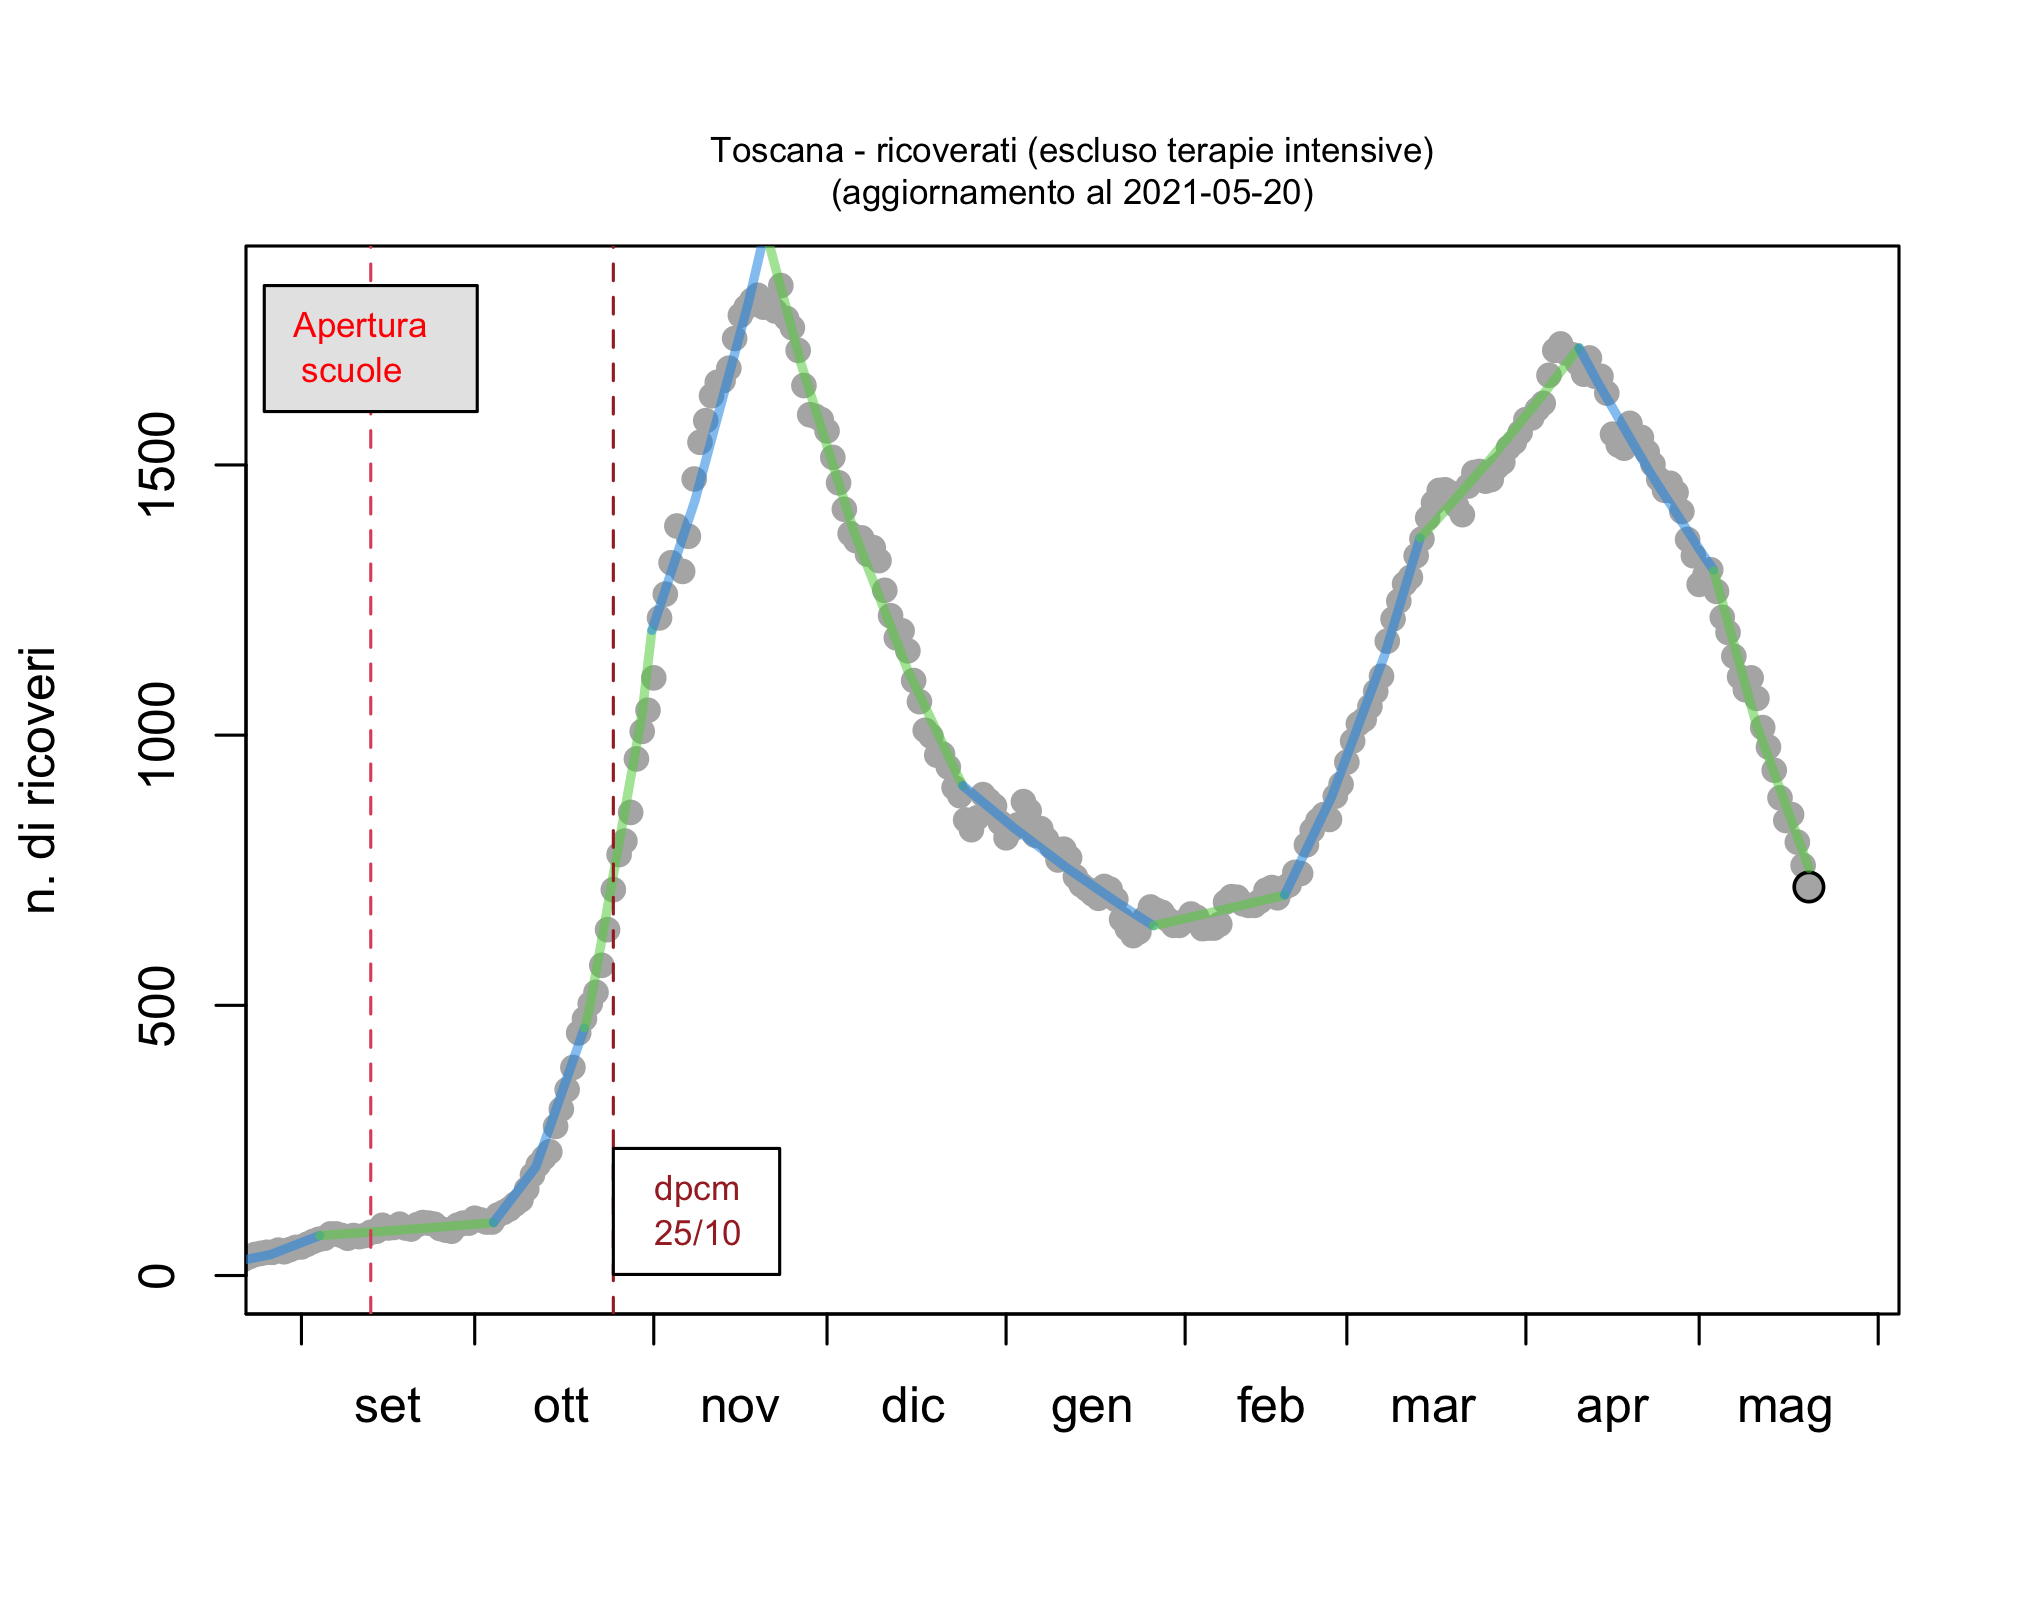 Toscana - ricoverati (escluso terapie intensive)
(aggiornamento al 2021-05-20)
Apertura
scuole
n. di ricoveri
1500
1000
500
0
dpcm
25/10
set ott nov dic gen feb mar apr mag